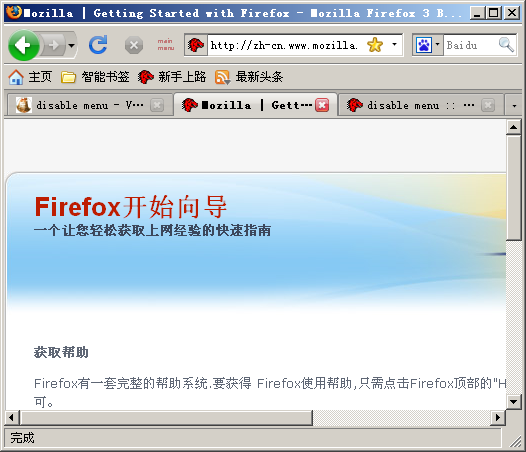 Mozilla | Getting Started with Firefox - Mozilla Firefox 3 B...
main menu
http://zh-cn.www.mozilla.
Baidu
主页 智能书签 新手上路 最新头条
disable menu - V...
Mozilla | Gett...
disable menu :: ...
Firefox开始向导
一个让您轻松获取上网经验的快速指南
获取帮助
Firefox有一套完整的帮助系统.要获得 Firefox使用帮助,只需点击Firefox顶部的"H
可。
完成